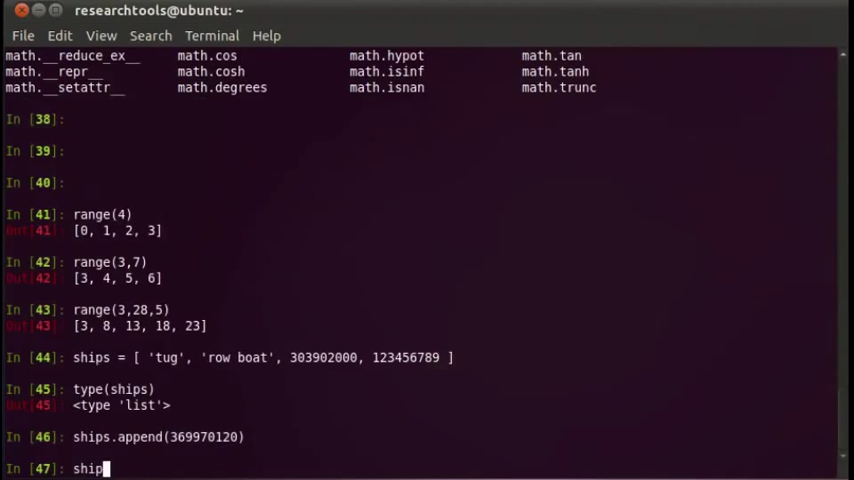 researchtools@ubuntu: ~
File Edit View Search Terminal Help
math.__reduce_ex__ math.cos math.hypot math.tan
math.__repr__ math.cosh math.isinf math.tanh
math.__setattr__ math.degrees math.isnan math.trunc
In [38]:
In [39]:
In [40]:
In [41]: range(4)
Out[41]: [0, 1, 2, 3]
In [42]: range(3,7)
Out[42]: [3, 4, 5, 6]
In [43]: range(3,28,5)
Out[43]: [3, 8, 13, 18, 23]
In [44]: ships = [ 'tug', 'row boat', 303902000, 123456789 ]
In [45]: type(ships)
Out[45]: <type 'list'>
In [46]: ships.append(369970120)
In [47]: ship